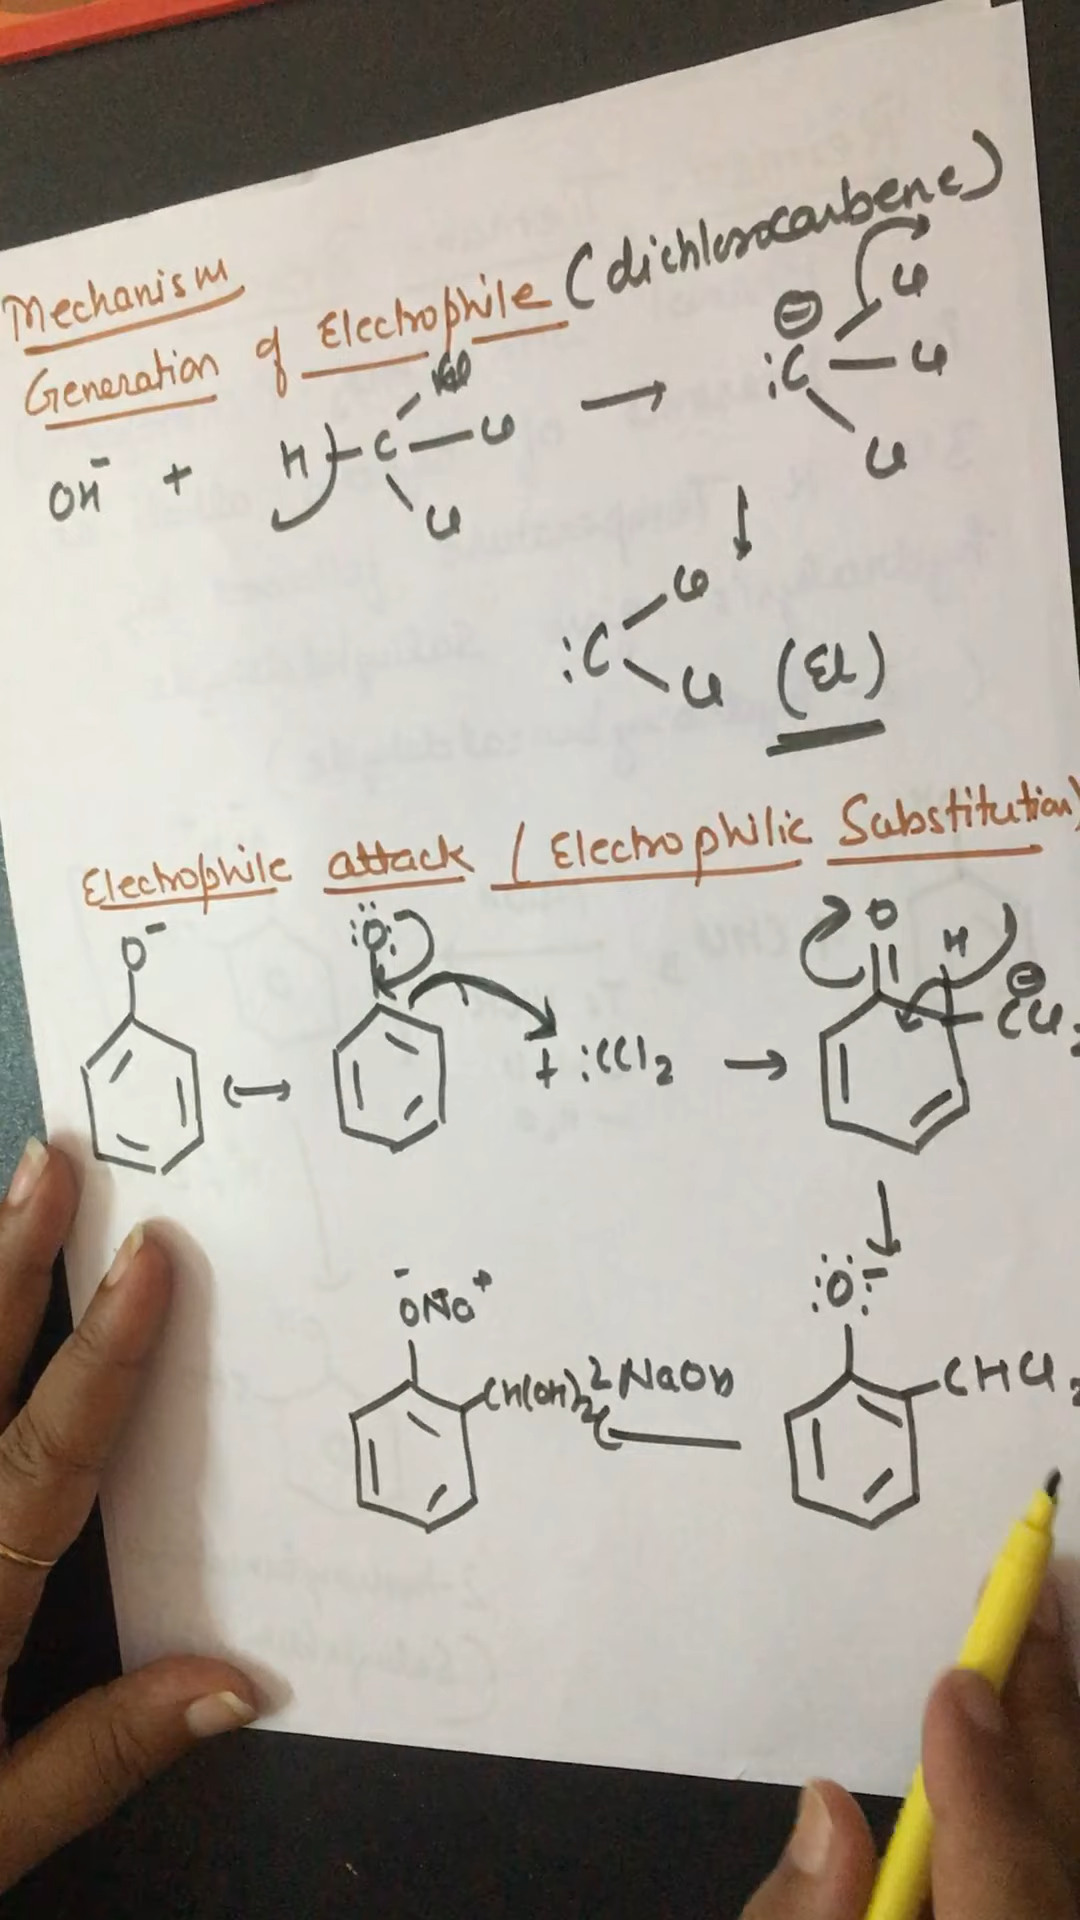 Mechanism
Generation of Electrophile (dichlorocarbene)
OH⁻ + H - C - Cl
Cl
→ ⊖ :C - Cl
Cl
Cl
↓
:C Cl
Cl (El)
Electrophile attack / (Electrophilic Substitution)
O⁻ ↔ :Ö:⁻ + :CCl₂ → O H ⊖ CCl₂
↓
⁻ONa⁺ CH(OH)₂ ← 2NaOH :Ö:⁻ CHCl₂